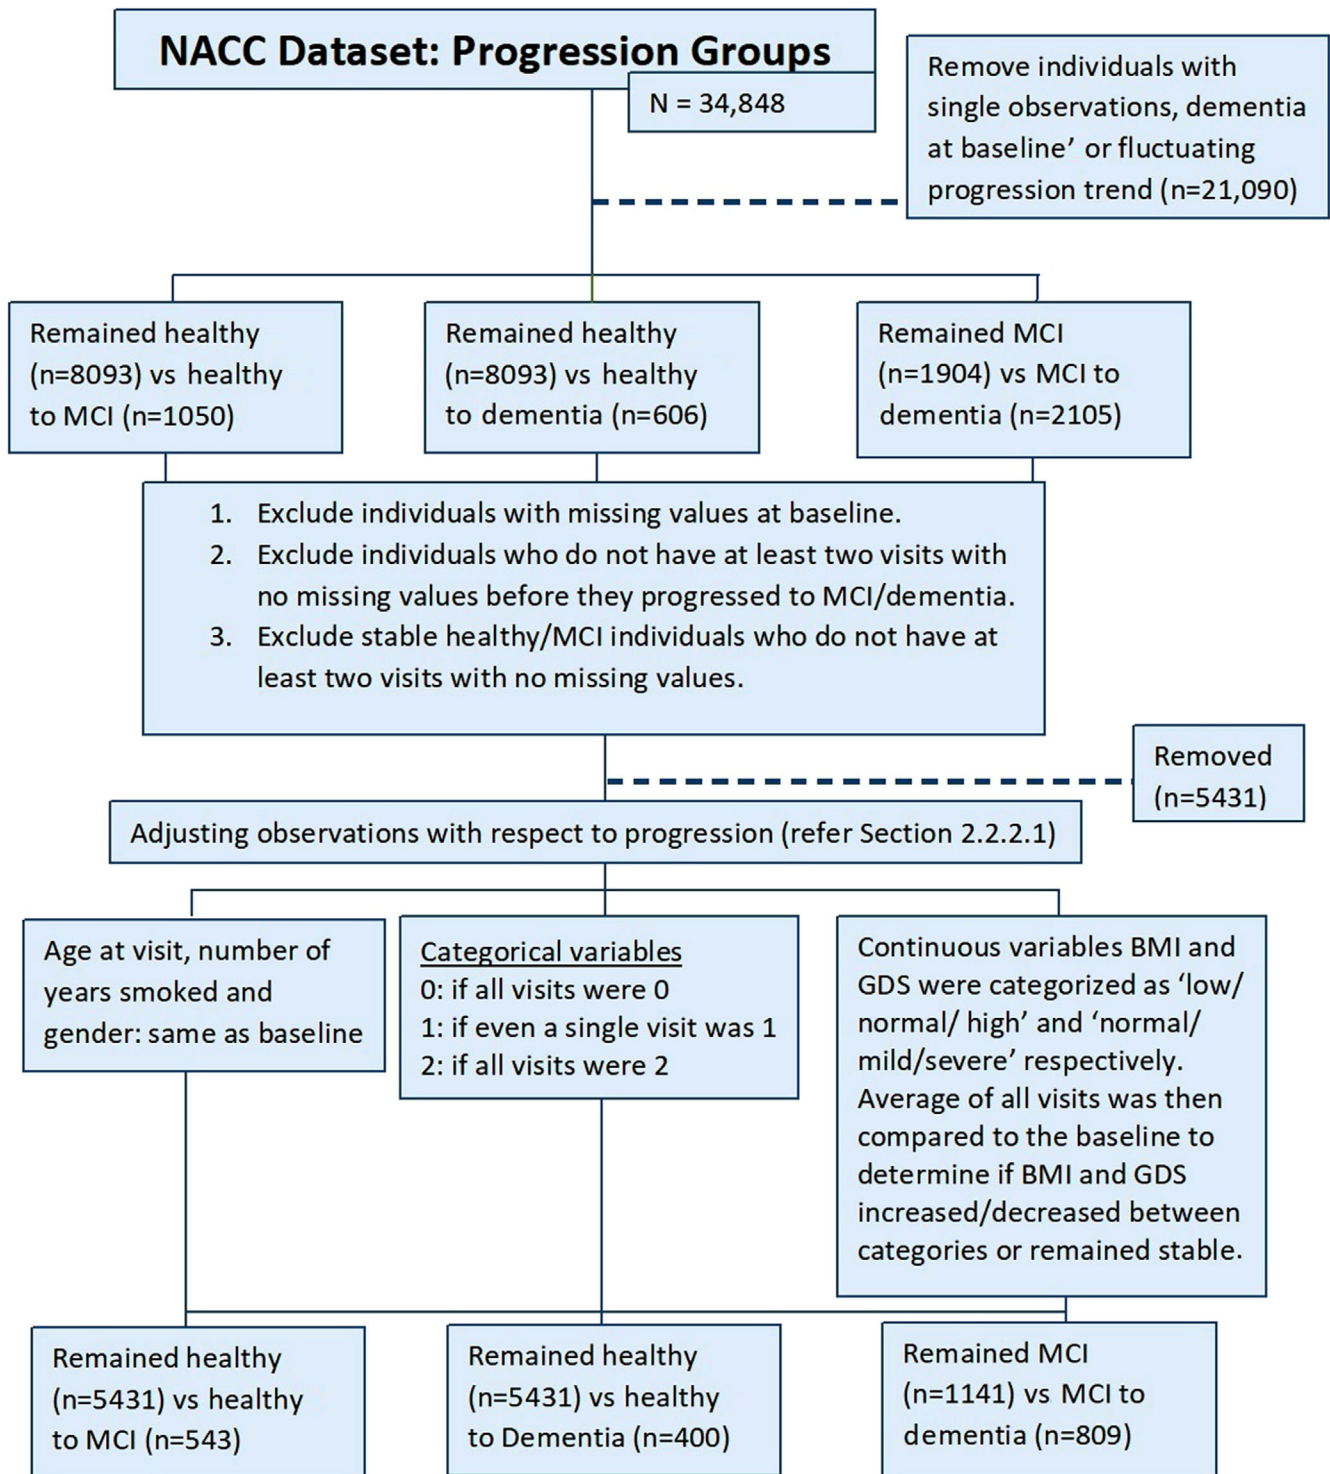 NACC Dataset: Progression Groups
N = 34,848
Remove individuals with
single observations, dementia
at baseline’ or fluctuating
progression trend (n=21,090)
Remained healthy
(n=8093) vs healthy
to MCI (n=1050)
Remained healthy
(n=8093) vs healthy
to dementia (n=606)
Remained MCI
(n=1904) vs MCI to
dementia (n=2105)
1. Exclude individuals with missing values at baseline.
2. Exclude individuals who do not have at least two visits with
no missing values before they progressed to MCI/dementia.
3. Exclude stable healthy/MCI individuals who do not have at
least two visits with no missing values.
Removed
(n=5431)
Adjusting observations with respect to progression (refer Section 2.2.2.1)
Age at visit, number of
years smoked and
gender: same as baseline
Categorical variables
0: if all visits were 0
1: if even a single visit was 1
2: if all visits were 2
Continuous variables BMI and
GDS were categorized as ‘low/
normal/ high’ and ‘normal/
mild/severe’ respectively.
Average of all visits was then
compared to the baseline to
determine if BMI and GDS
increased/decreased between
categories or remained stable.
Remained healthy
(n=5431) vs healthy
to MCI (n=543)
Remained healthy
(n=5431) vs healthy
to Dementia (n=400)
Remained MCI
(n=1141) vs MCI to
dementia (n=809)